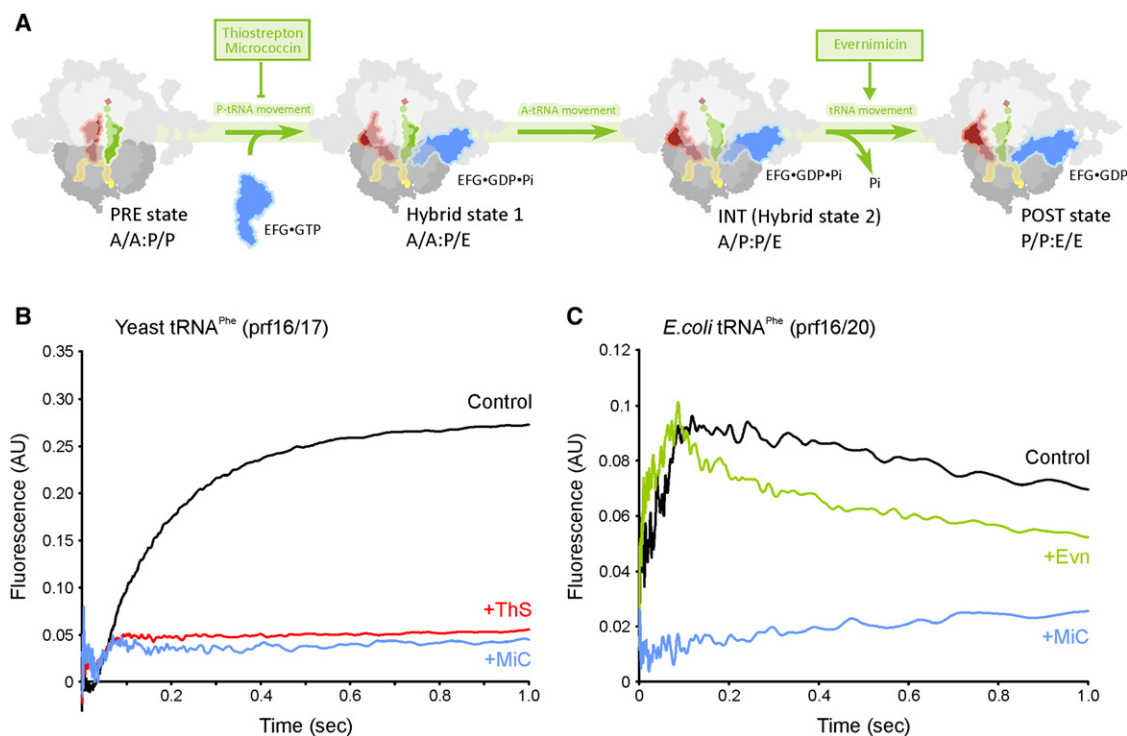 A
Thiostrepton
Micrococcin
Evernimicin
P-tRNA movement
A-tRNA movement
tRNA movement
EFG•GTP
EFG•GDP•Pi
EFG•GDP•Pi
Pi
EFG•GDP
PRE state
A/A:P/P
Hybrid state 1
A/A:P/E
INT (Hybrid state 2)
A/P:P/E
POST state
P/P:E/E
B
Yeast tRNAPhe (prf16/17)
0.35
0.30
0.25
0.20
0.15
0.10
0.05
0
Fluorescence (AU)
Control
+ThS
+MiC
0.2
0.4
0.6
0.8
1.0
Time (sec)
C
E.coli tRNAPhe (prf16/20)
0.12
0.1
0.08
0.06
0.04
0.02
0
Fluorescence (AU)
Control
+Evn
+MiC
0
0.2
0.4
0.6
0.8
1.0
Time (sec)